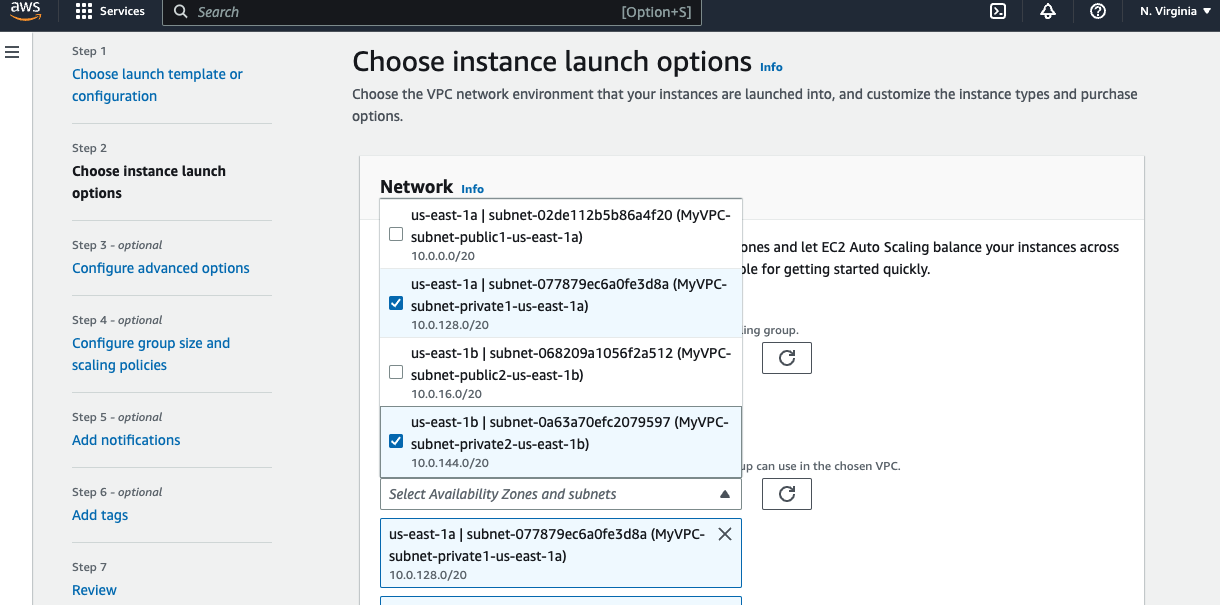 aws
Services
Search
[Option+S]
N. Virginia
Step 1
Choose launch template or
configuration
Step 2
Choose instance launch
options
Step 3 - optional
Configure advanced options
Step 4 - optional
Configure group size and
scaling policies
Step 5 - optional
Add notifications
Step 6 - optional
Add tags
Step 7
Review
Choose instance launch options Info
Choose the VPC network environment that your instances are launched into, and customize the instance types and purchase
options.
Network Info
us-east-1a | subnet-02de112b5b86a4f20 (MyVPC-
subnet-public1-us-east-1a)
10.0.0.0/20
ones and let EC2 Auto Scaling balance your instances across
ble for getting started quickly.
us-east-1a | subnet-077879ec6a0fe3d8a (MyVPC-
subnet-private1-us-east-1a)
10.0.128.0/20
ing group.
us-east-1b | subnet-068209a1056f2a512 (MyVPC-
subnet-public2-us-east-1b)
10.0.16.0/20
us-east-1b | subnet-0a63a70efc2079597 (MyVPC-
subnet-private2-us-east-1b)
10.0.144.0/20
up can use in the chosen VPC.
Select Availability Zones and subnets
us-east-1a | subnet-077879ec6a0fe3d8a (MyVPC-
subnet-private1-us-east-1a)
10.0.128.0/20